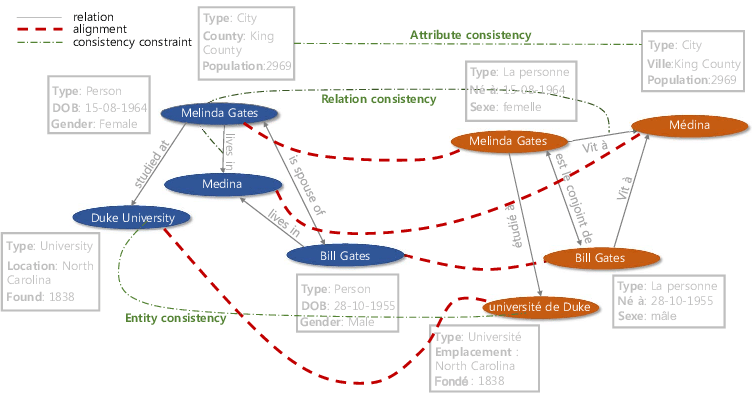 relation
alignment
consistency constraint
Type: City
County: King
County
Population:2969
Attribute consistency
Type: City
Ville:King County
Population:2969
Type: Person
DOB: 15-08-1964
Gender: Female
Relation consistency
Type: La personne
Né à: 15-08-1964
Sexe: femelle
Melinda Gates
Melinda Gates
Médina
studied at
lives in
is spouse of
Vit à
est le conjoint de
Vit à
étudié à
Medina
lives in
Duke University
Bill Gates
Bill Gates
Type: University
Location: North
Carolina
Found: 1838
Type: Person
DOB: 28-10-1955
Gender: Male
Type: La personne
Né à: 28-10-1955
Sexe: mâle
université de Duke
Entity consistency
Type: Université
Emplacement :
North Carolina
Fondé : 1838